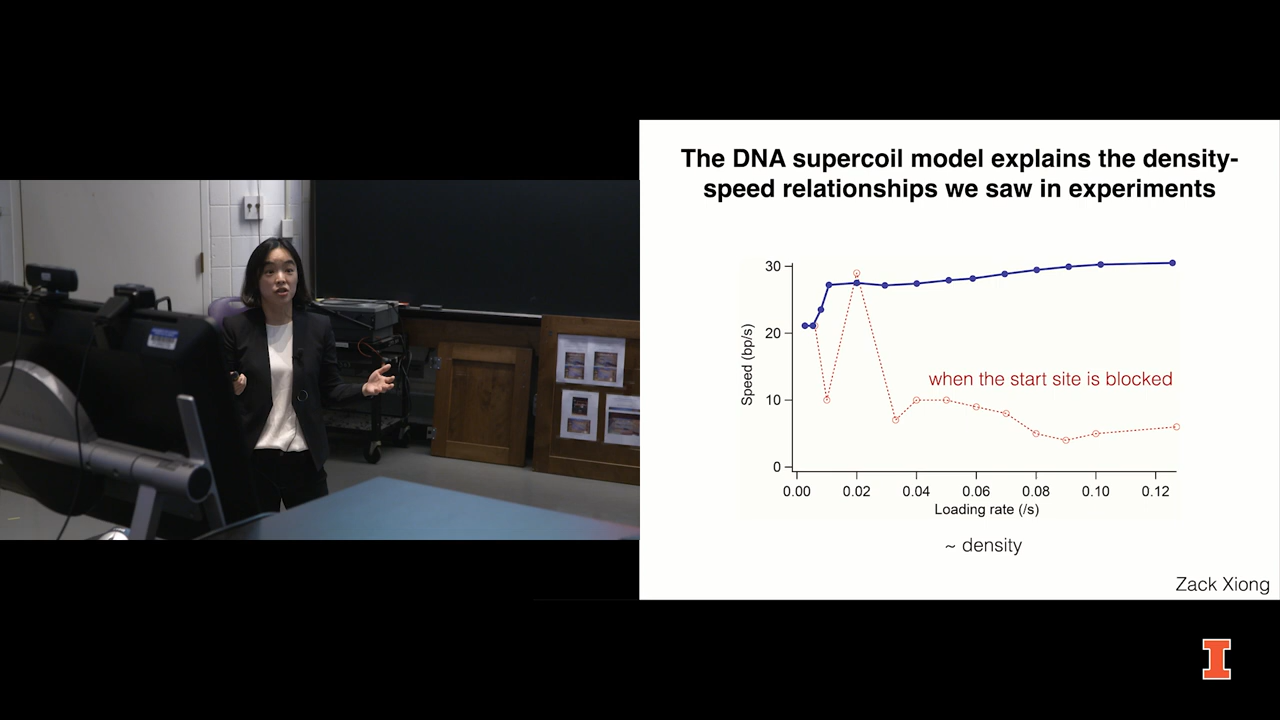 The DNA supercoil model explains the density-
speed relationships we saw in experiments
30
20
10
0
Speed (bp/s)
when the start site is blocked
0.00 0.02 0.04 0.06 0.08 0.10 0.12
Loading rate (/s)
~ density
Zack Xiong
I